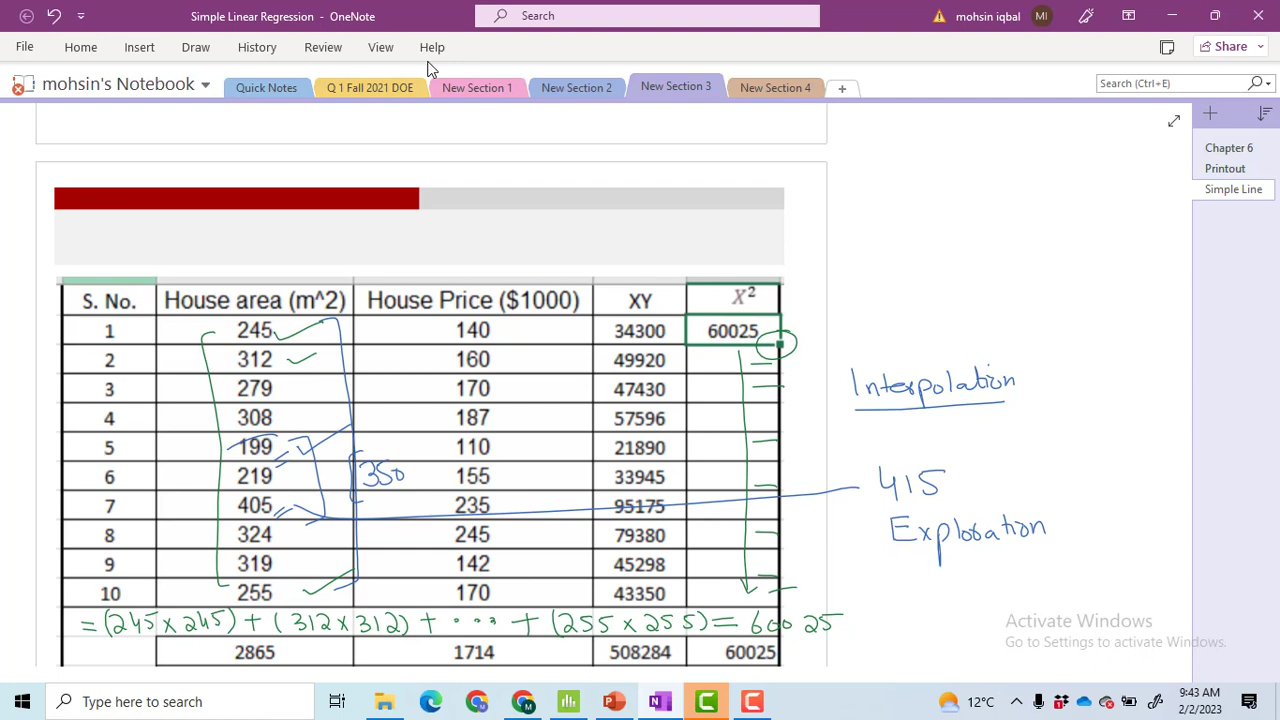 Simple Linear Regression - OneNote
Search
mohsin iqbal
MI
File Home Insert Draw History Review View Help
Share
mohsin's Notebook
Quick Notes
Q 1 Fall 2021 DOE
New Section 1
New Section 2
New Section 3
New Section 4
Search (Ctrl+E)
Chapter 6
Printout
Simple Line
S. No. House area (m^2) House Price ($1000) XY X²
1 245 140 34300 60025
2 312 160 49920
3 279 170 47430
4 308 187 57596
5 199 110 21890
6 219 155 33945
7 405 235 95175
8 324 245 79380
9 319 142 45298
10 255 170 43350
350
Interpolation
415
Exploration
= (245 x 245) + (312 x 312) + ... + (255 x 255) = 60025
2865 1714 508284 60025
Activate Windows
Go to Settings to activate Windows.
Type here to search
12°C
9:43 AM
2/2/2023